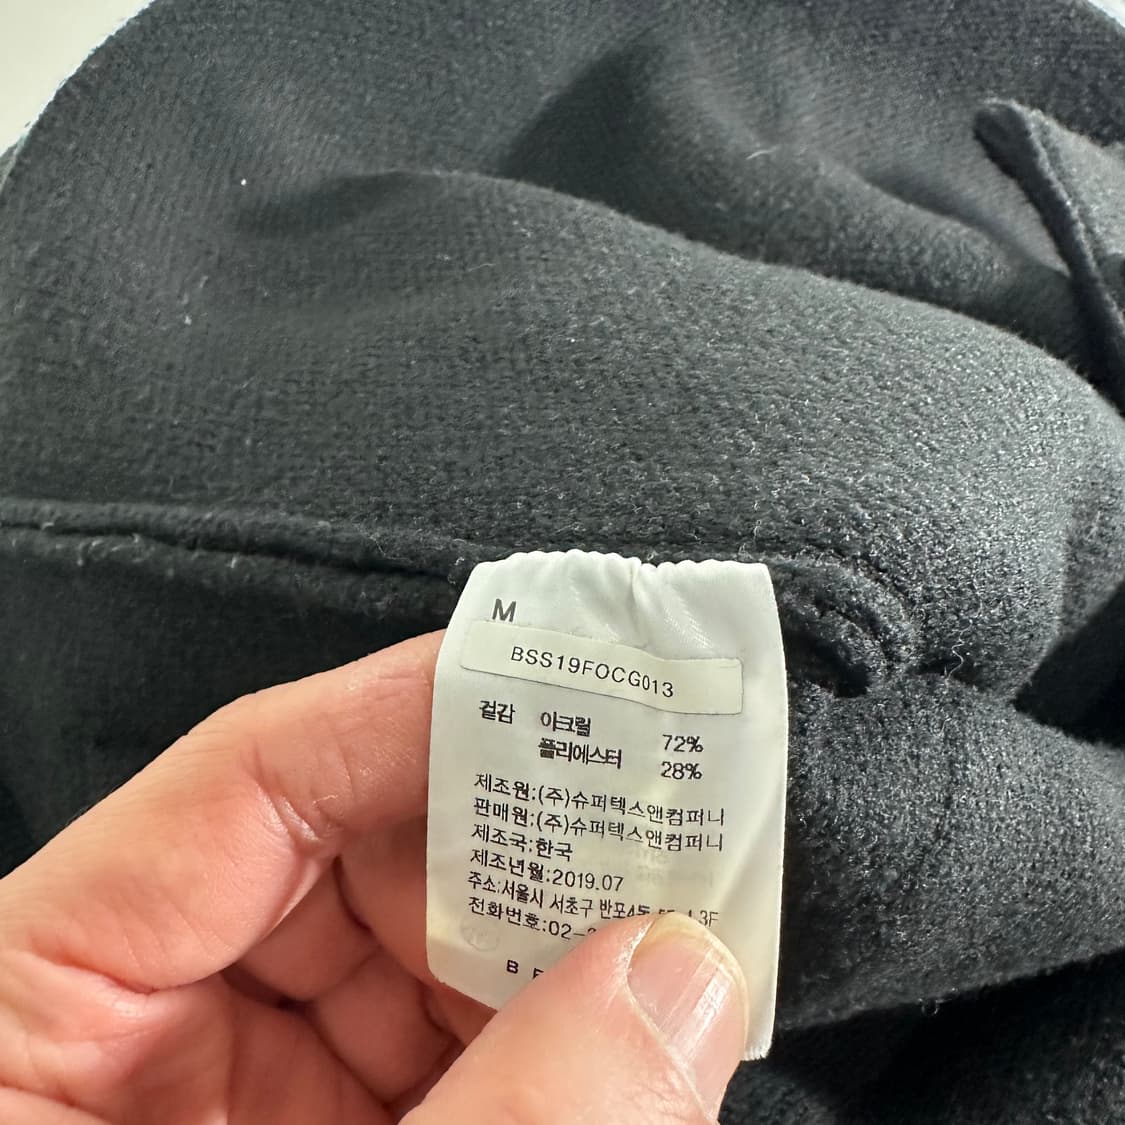 M
BSS19FOCG013
겉감 아크릴 72%
폴리에스터 28%
제조원:(주)슈퍼텍스앤컴퍼니
판매원:(주)슈퍼텍스앤컴퍼니
제조국:한국
제조년월:2019.07
주소:서울시 서초구 반포4동 3F
전화번호:02-
B